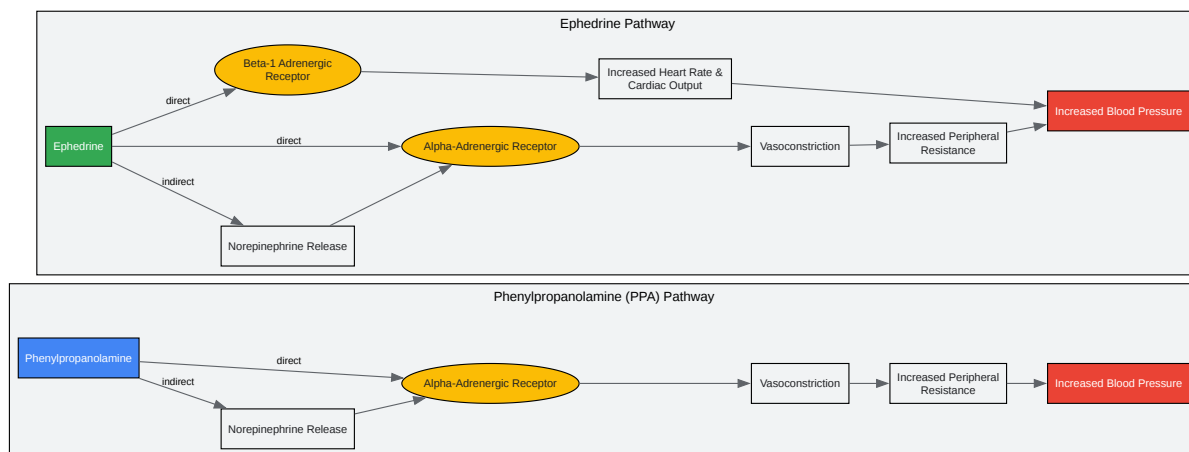 Ephedrine Pathway
Beta-1 Adrenergic
Receptor
Increased Heart Rate &
Cardiac Output
direct
Increased Blood Pressure
Ephedrine
direct
Alpha-Adrenergic Receptor
Vasoconstriction
Increased Peripheral
Resistance
indirect
Norepinephrine Release
Phenylpropanolamine (PPA) Pathway
Phenylpropanolamine
direct
indirect
Alpha-Adrenergic Receptor
Vasoconstriction
Increased Peripheral
Resistance
Increased Blood Pressure
Norepinephrine Release